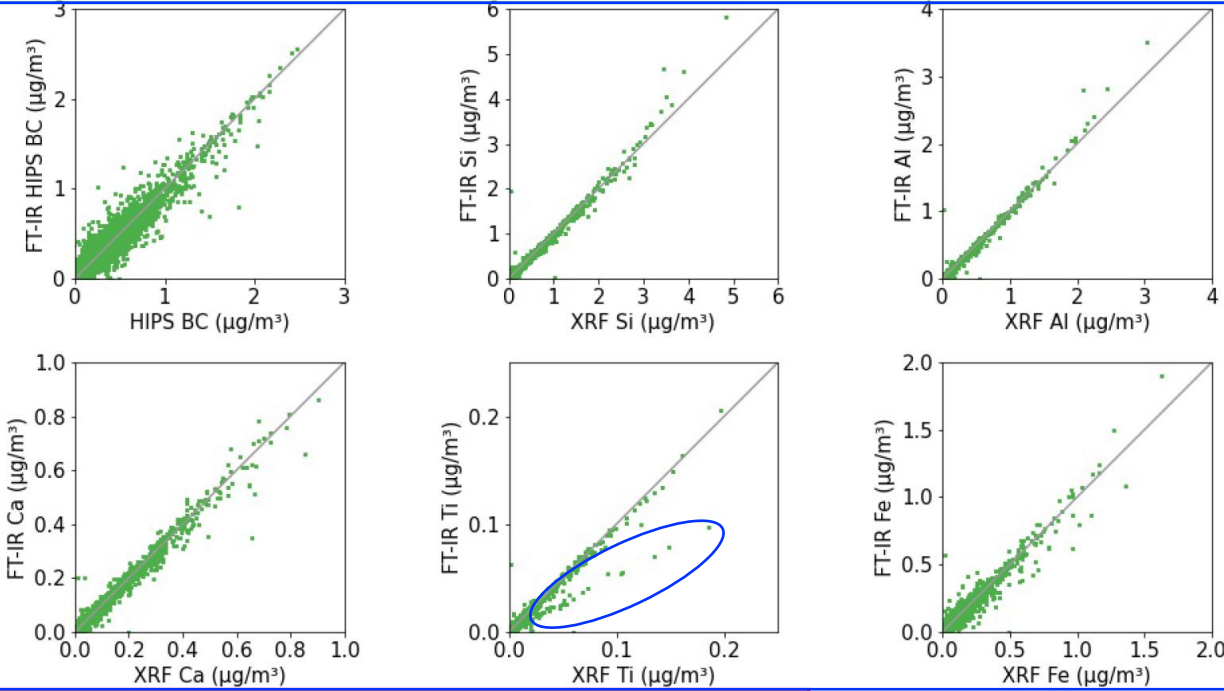 FT-IR HIPS BC (µg/m³)
3
2
1
0
0 1 2 3
HIPS BC (µg/m³)
FT-IR Si (µg/m³)
6
5
4
3
2
1
0
0 1 2 3 4 5 6
XRF Si (µg/m³)
FT-IR Al (µg/m³)
4
3
2
1
0
0 1 2 3 4
XRF Al (µg/m³)
FT-IR Ca (µg/m³)
1.0
0.8
0.6
0.4
0.2
0.0
0.0 0.2 0.4 0.6 0.8 1.0
XRF Ca (µg/m³)
FT-IR Ti (µg/m³)
0.2
0.1
0.0
0.0 0.1 0.2
XRF Ti (µg/m³)
FT-IR Fe (µg/m³)
2.0
1.5
1.0
0.5
0.0
0.0 0.5 1.0 1.5 2.0
XRF Fe (µg/m³)